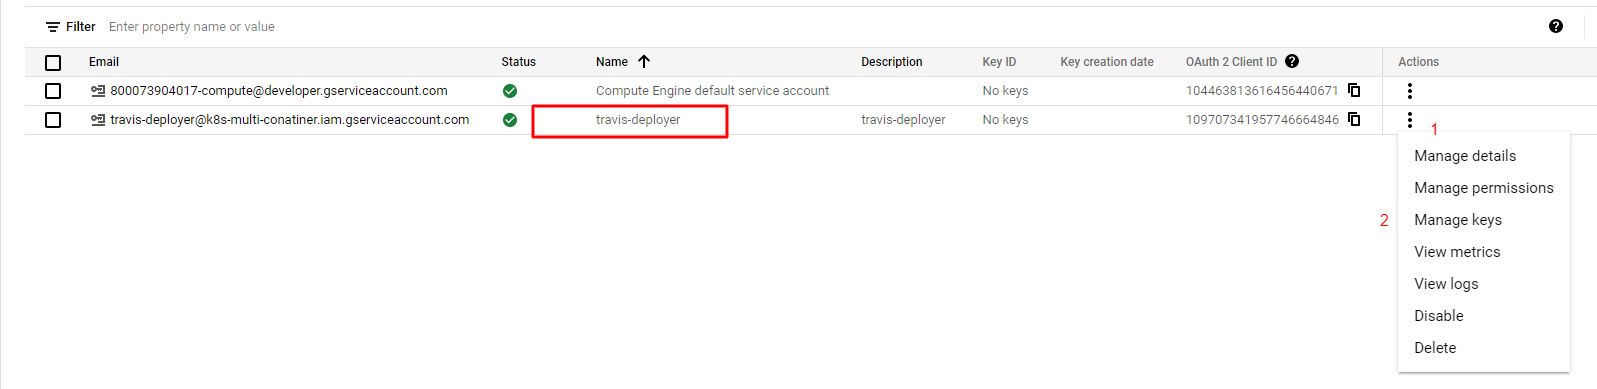 Filter Enter property name or value
Email Status Name Description Key ID Key creation date OAuth 2 Client ID Actions
800073904017-compute@developer.gserviceaccount.com Compute Engine default service account No keys 104463813616456440671
travis-deployer@k8s-multi-conatiner.iam.gserviceaccount.com travis-deployer travis-deployer No keys 109707341957746664846
1
Manage details
Manage permissions
2 Manage keys
View metrics
View logs
Disable
Delete